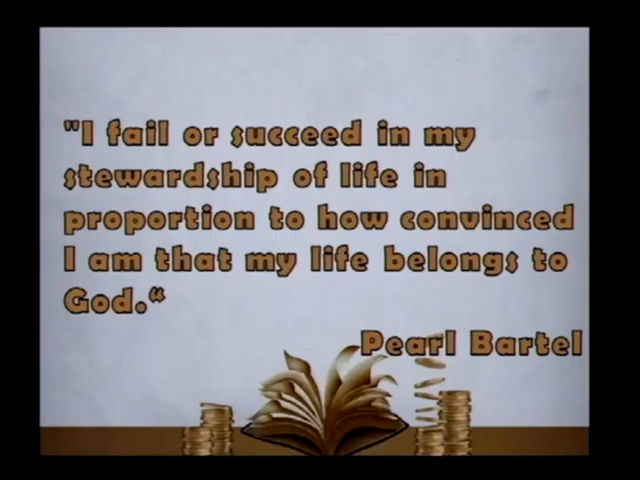 "I fail or succeed in my
stewardship of life in
proportion to how convinced
I am that my life belongs to
God.“
Pearl Bartel